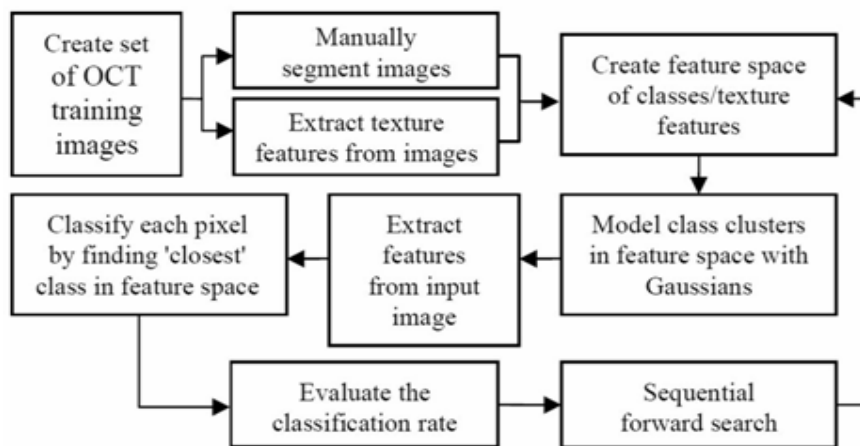 Create set
of OCT
training
images
Manually
segment images
Extract texture
features from images
Create feature space
of classes/texture
features
Model class clusters
in feature space with
Gaussians
Extract
features
from input
image
Classify each pixel
by finding 'closest'
class in feature space
Evaluate the
classification rate
Sequential
forward search